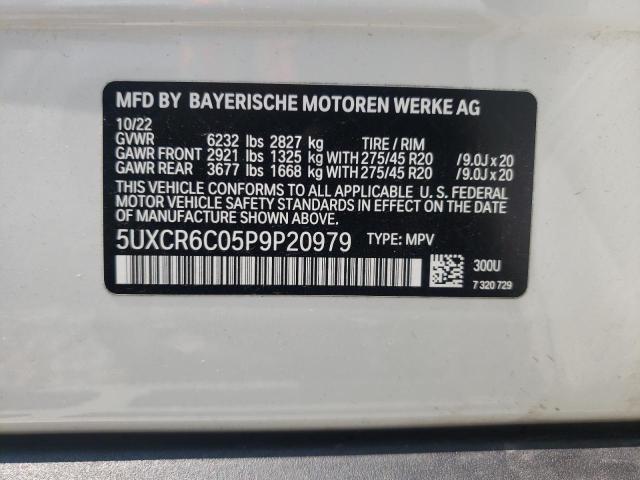 MFD BY BAYERISCHE MOTOREN WERKE AG
10/22
GVWR 6232 lbs 2827 kg TIRE / RIM
GAWR FRONT 2921 lbs 1325 kg WITH 275/45 R20 /9.0J x 20
GAWR REAR 3677 lbs 1668 kg WITH 275/45 R20 /9.0J x 20
THIS VEHICLE CONFORMS TO ALL APPLICABLE U. S. FEDERAL
MOTOR VEHICLE SAFETY STANDARDS IN EFFECT ON THE
DATE OF MANUFACTURE SHOWN ABOVE.
5UXCR6C05P9P20979 TYPE: MPV
300U
7 320 729